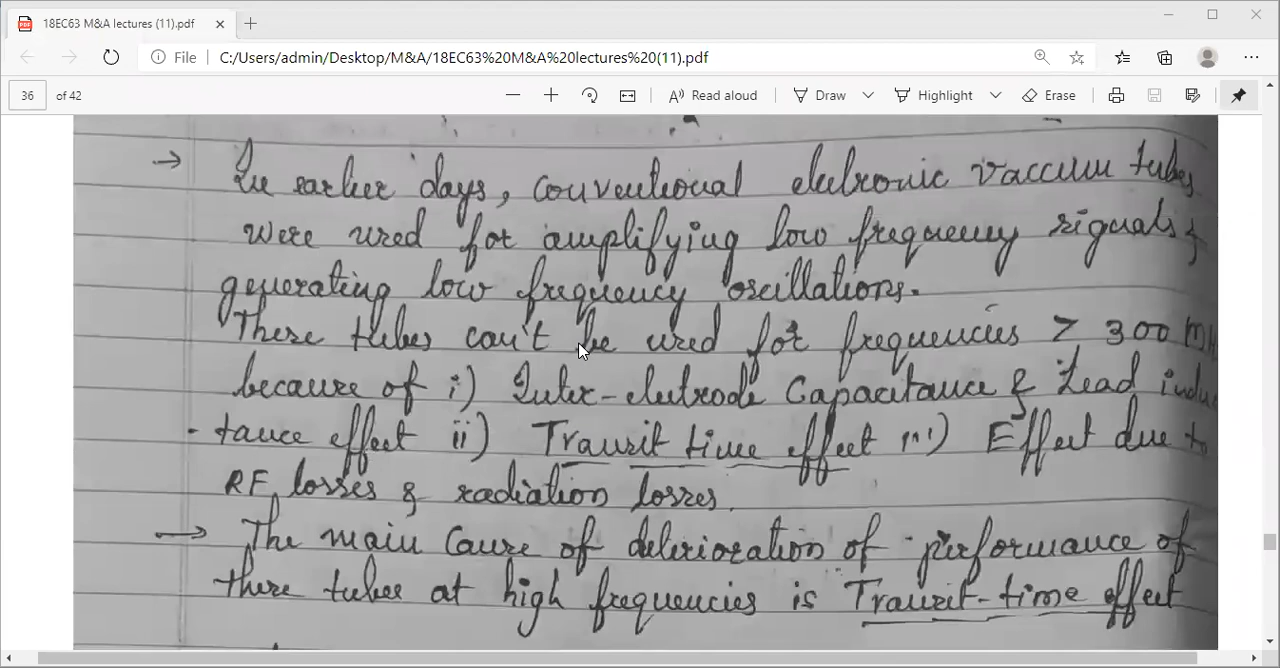 18EC63 M&A lectures (11).pdf
File C:/Users/admin/Desktop/M&A/18EC63%20M&A%20lectures%20(11).pdf
36 of 42 Read aloud Draw Highlight Erase
→ In earlier days, conventional electronic vaccum tubes
were used for amplifying low frequency signals &
generating low frequency oscillations.
These tubes can't be used for frequencies > 300 MH
because of i) Inter-electrode Capacitance & Lead induc
-tance effect ii) Transit time effect iii) Effect due to
RF losses & radiation losses.
→ The main Cause of deterioration of performance of
these tubes at high frequencies is Transit-time effect